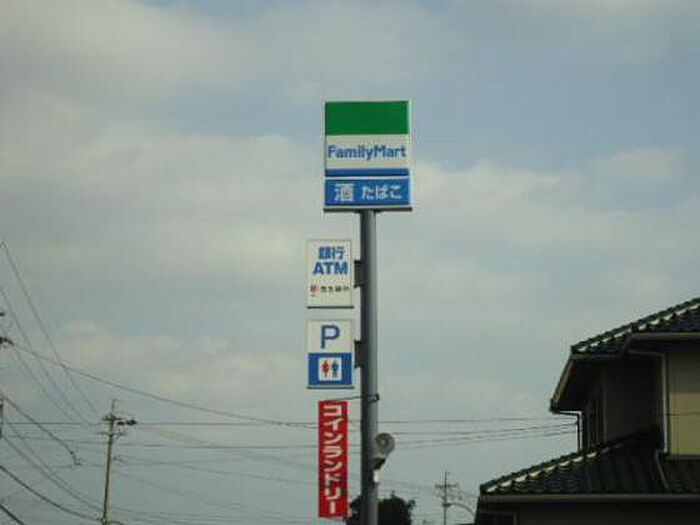 FamilyMart
酒 たばこ
銀行
ATM
P
コインランドリー